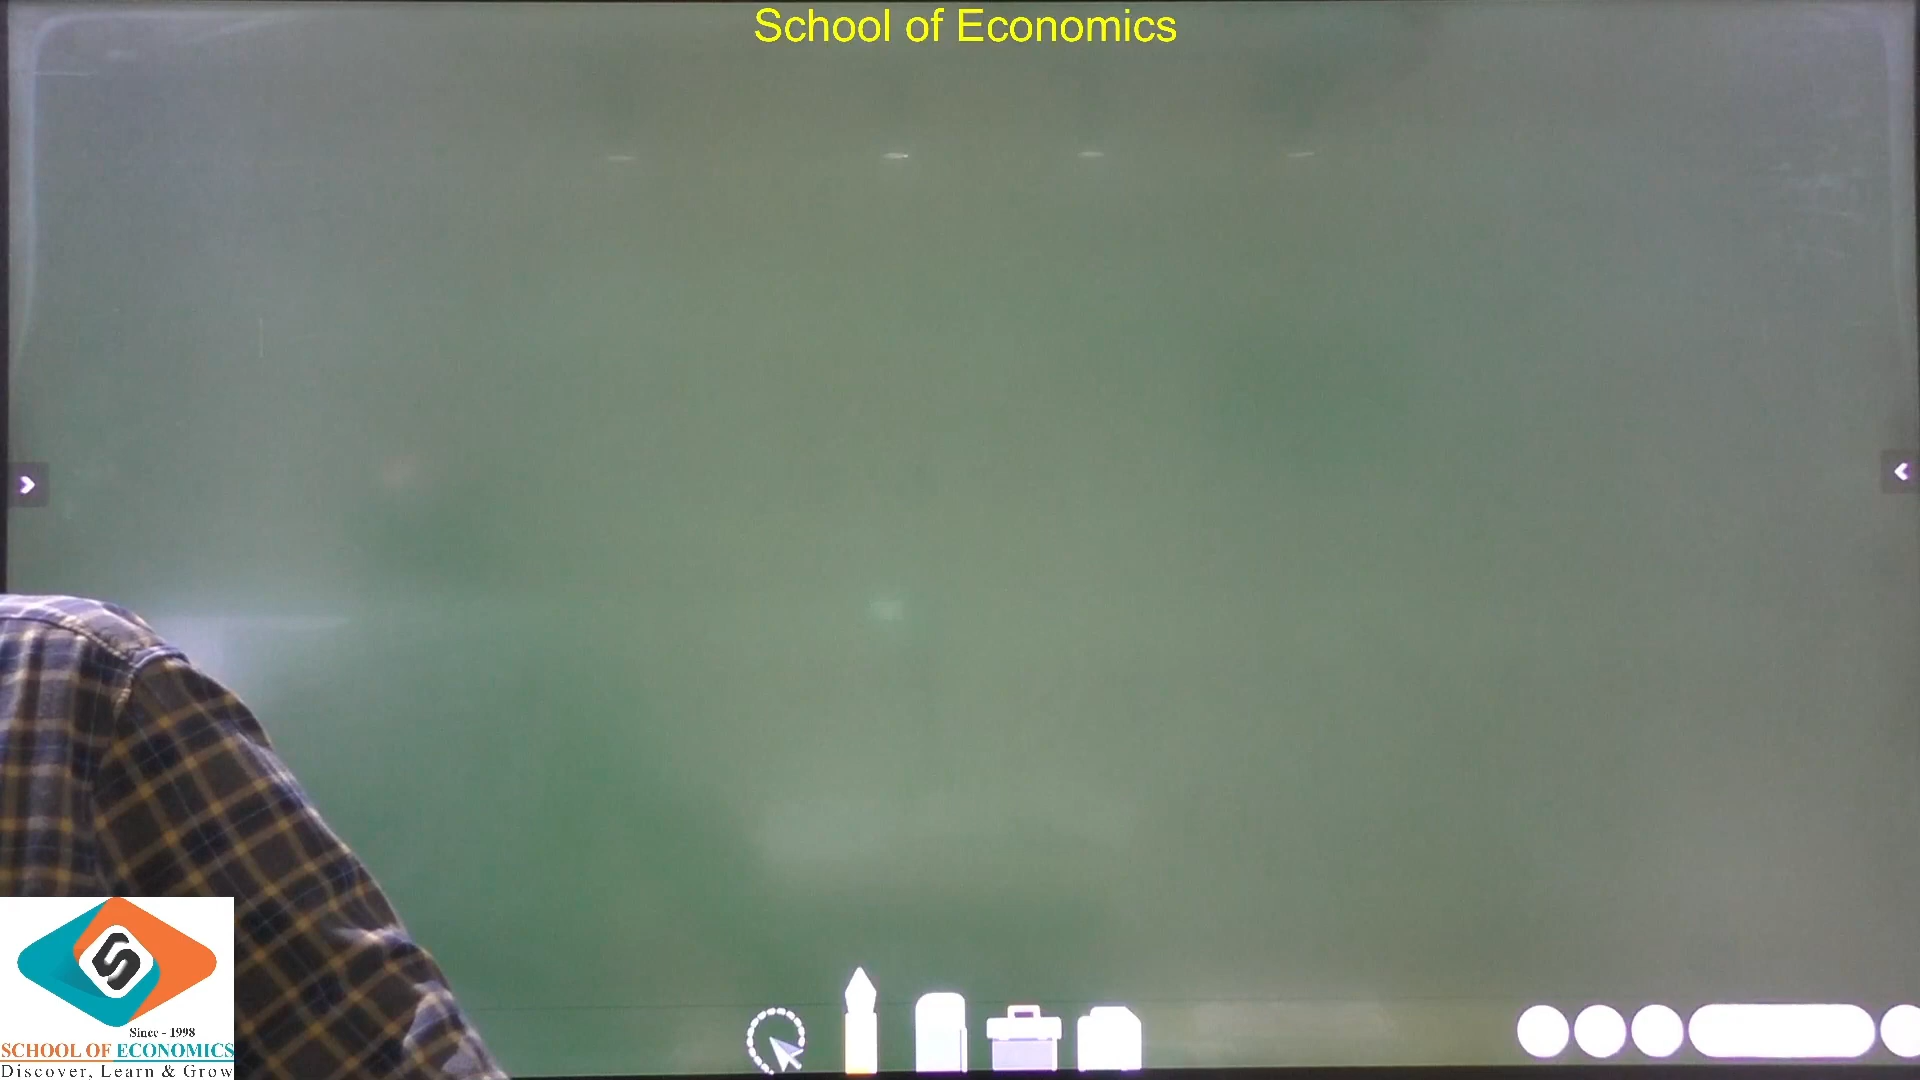 School of Economics
Since - 1998
SCHOOL OF ECONOMICS
Discover, Learn & Grow